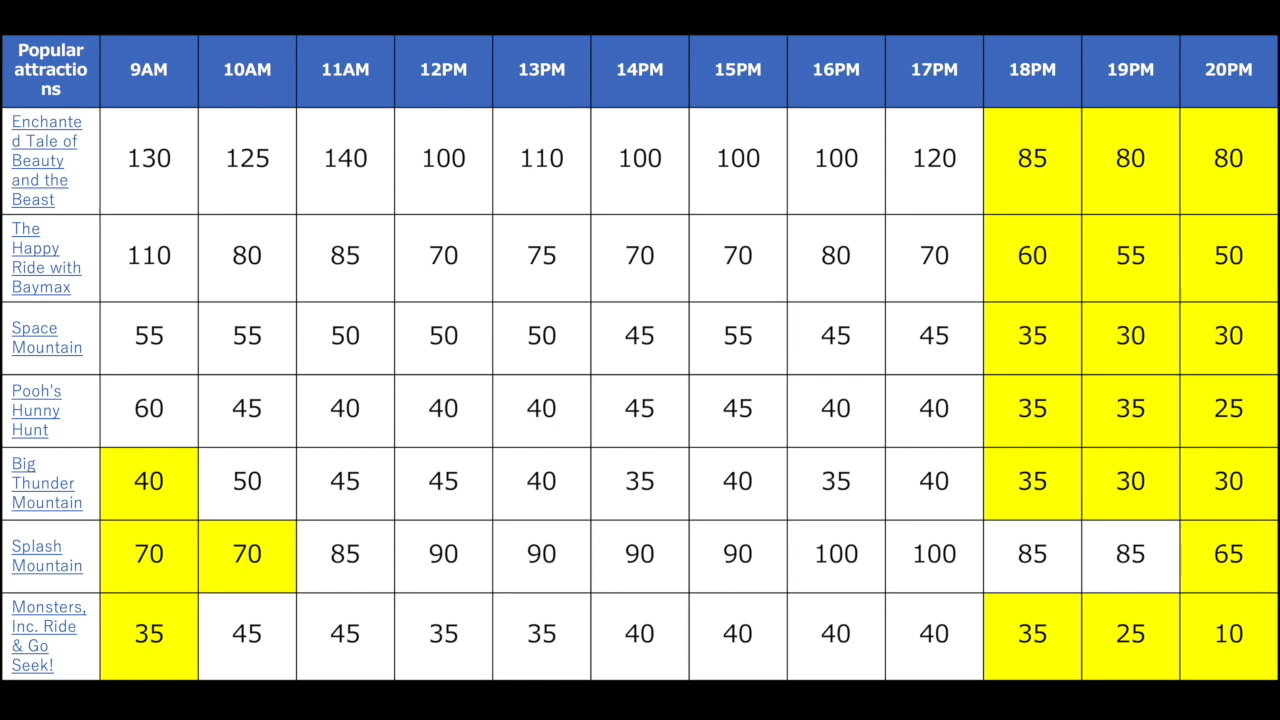 Popular
attractio
ns
9AM 10AM 11AM 12PM 13PM 14PM 15PM 16PM 17PM 18PM 19PM 20PM
Enchante
d Tale of
Beauty
and the
Beast
130 125 140 100 110 100 100 100 120 85 80 80
The
Happy
Ride with
Baymax
110 80 85 70 75 70 70 80 70 60 55 50
Space
Mountain
55 55 50 50 50 45 55 45 45 35 30 30
Pooh's
Hunny
Hunt
60 45 40 40 40 45 45 40 40 35 35 25
Big
Thunder
Mountain
40 50 45 45 40 35 40 35 40 35 30 30
Splash
Mountain
70 70 85 90 90 90 90 100 100 85 85 65
Monsters,
Inc. Ride
& Go
Seek!
35 45 45 35 35 40 40 40 40 35 25 10